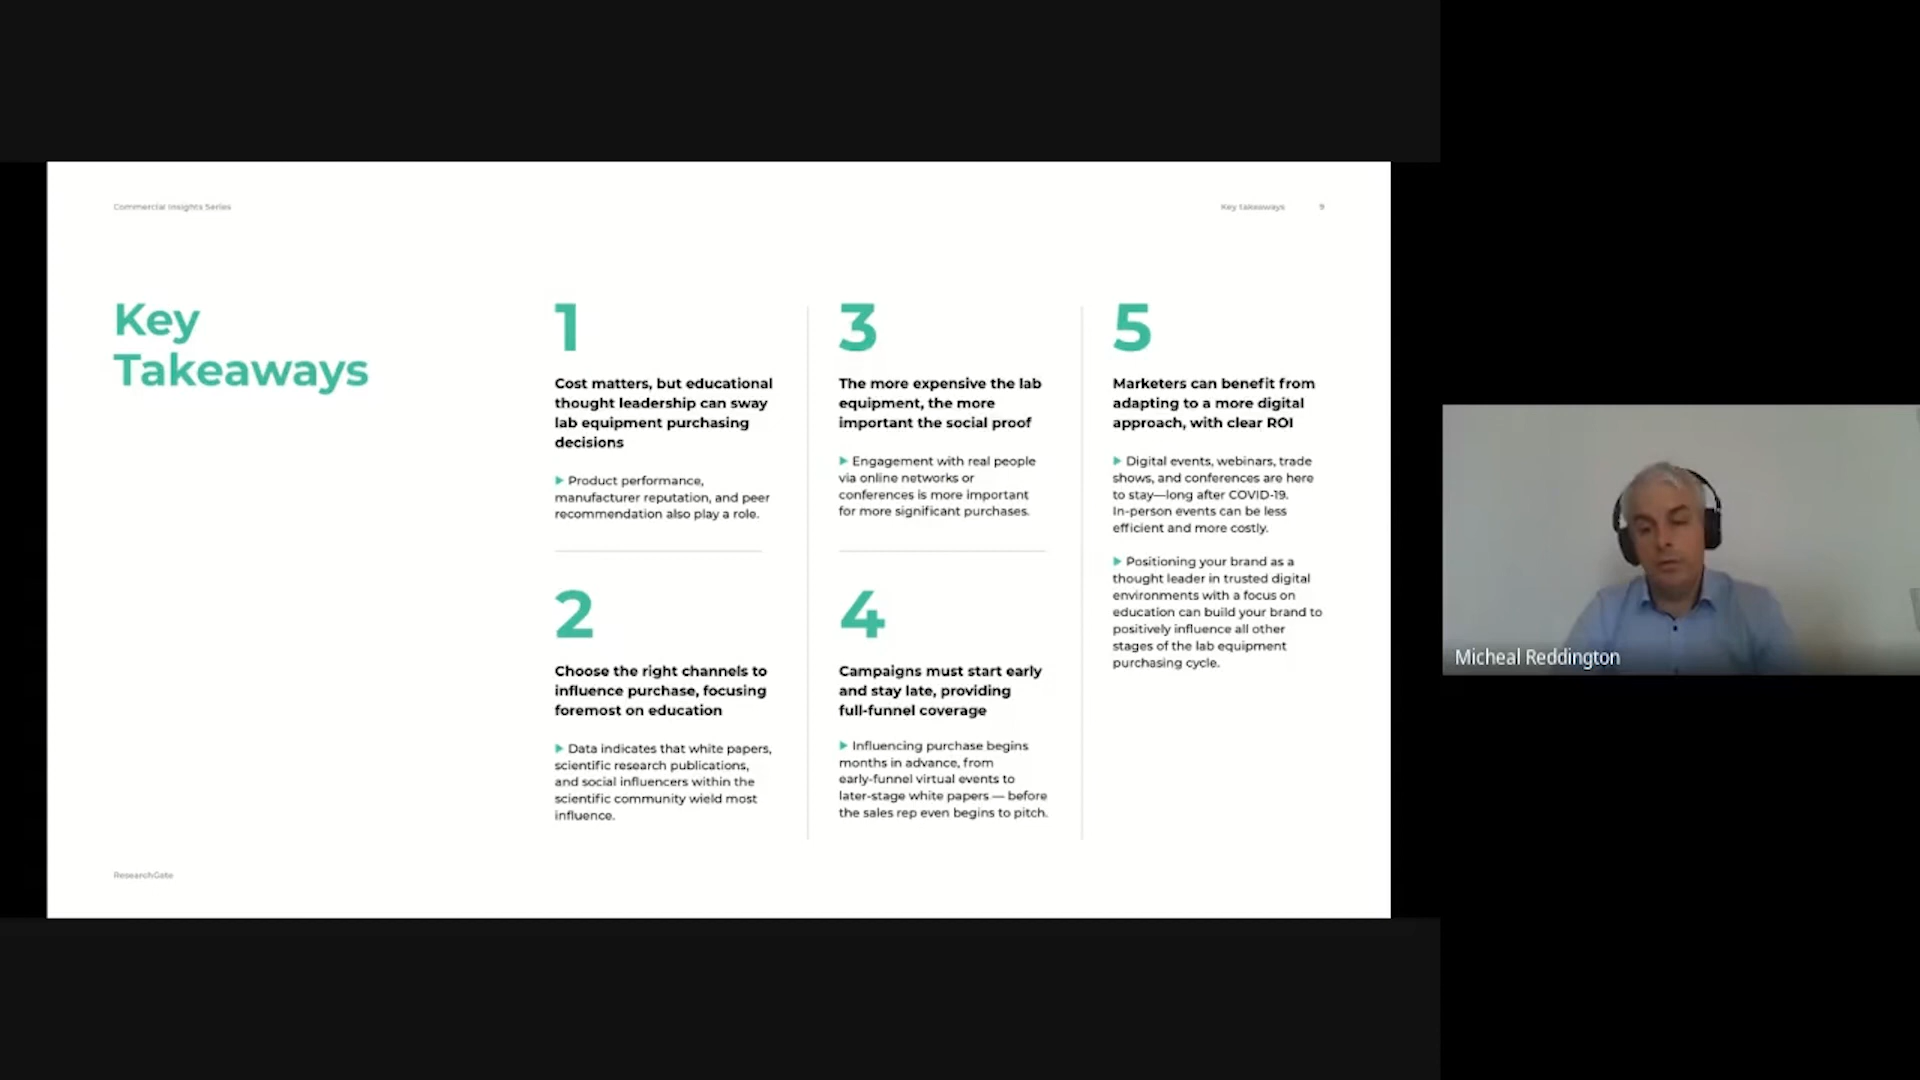 Commercial Insights Series
Key takeaways
9
Key
Takeaways
1
Cost matters, but educational
thought leadership can sway
lab equipment purchasing
decisions
▶ Product performance,
manufacturer reputation, and peer
recommendation also play a role.
2
Choose the right channels to
influence purchase, focusing
foremost on education
▶ Data indicates that white papers,
scientific research publications,
and social influencers within the
scientific community wield most
influence.
3
The more expensive the lab
equipment, the more
important the social proof
▶ Engagement with real people
via online networks or
conferences is more important
for more significant purchases.
4
Campaigns must start early
and stay late, providing
full-funnel coverage
▶ Influencing purchase begins
months in advance, from
early-funnel virtual events to
later-stage white papers — before
the sales rep even begins to pitch.
5
Marketers can benefit from
adapting to a more digital
approach, with clear ROI
▶ Digital events, webinars, trade
shows, and conferences are here
to stay—long after COVID-19.
In-person events can be less
efficient and more costly.
▶ Positioning your brand as a
thought leader in trusted digital
environments with a focus on
education can build your brand to
positively influence all other
stages of the lab equipment
purchasing cycle.
ResearchGate
Micheal Reddington